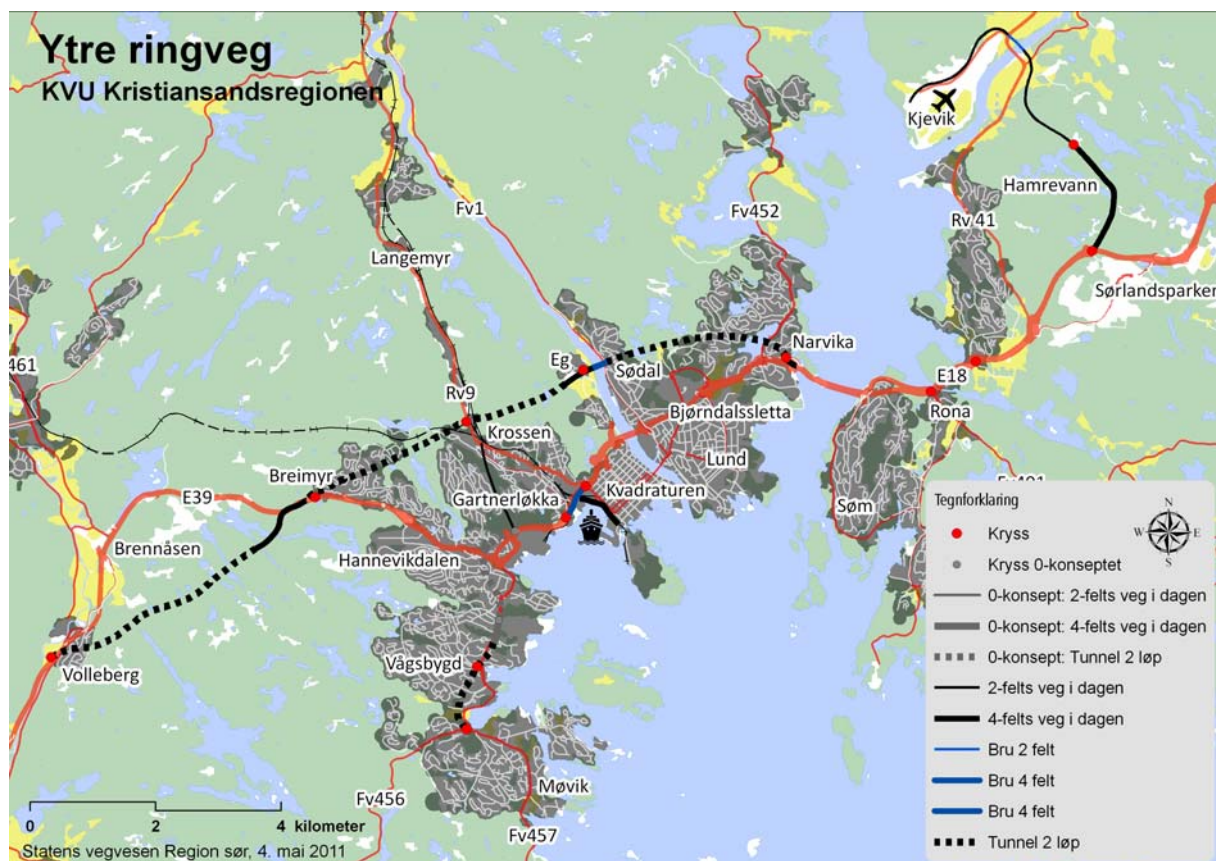 Ytre ringveg
KVU Kristiansandsregionen
Kjevik
Hamrevann
Fv1
Fv452
Rv 41
Langemyr
Sørlandsparken
461
Eg
Sødal
Narvika
Rv9
E18
Rona
Bjørndalssletta
Krossen
Lund
Breimyr
E39
Gartnerløkka
Kvadraturen
Søm
Brennåsen
Hannevikdalen
Vågsbygd
Volleberg
Møvik
Fv456
Fv457
Tegnforklaring
N
W
E
S
Kryss
Kryss 0-konseptet
0-konsept: 2-felts veg i dagen
0-konsept: 4-felts veg i dagen
0-konsept: Tunnel 2 løp
2-felts veg i dagen
4-felts veg i dagen
Bru 2 felt
Bru 4 felt
Bru 4 felt
Tunnel 2 løp
0 2 4 kilometer
Statens vegvesen Region sør, 4. mai 2011